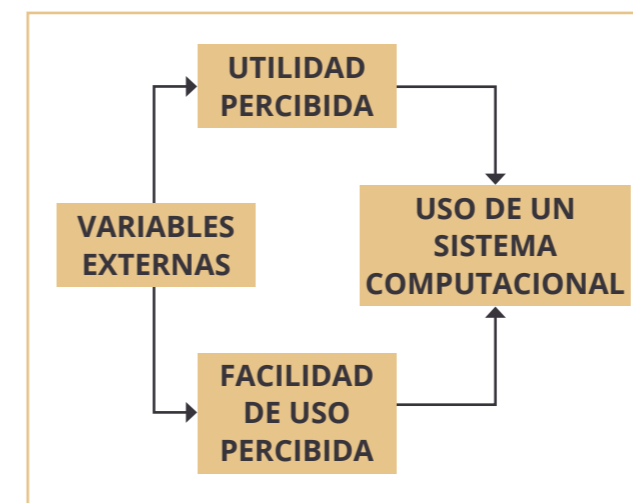 UTILIDAD
PERCIBIDA
VARIABLES
EXTERNAS
USO DE UN
SISTEMA
COMPUTACIONAL
FACILIDAD
DE USO
PERCIBIDA